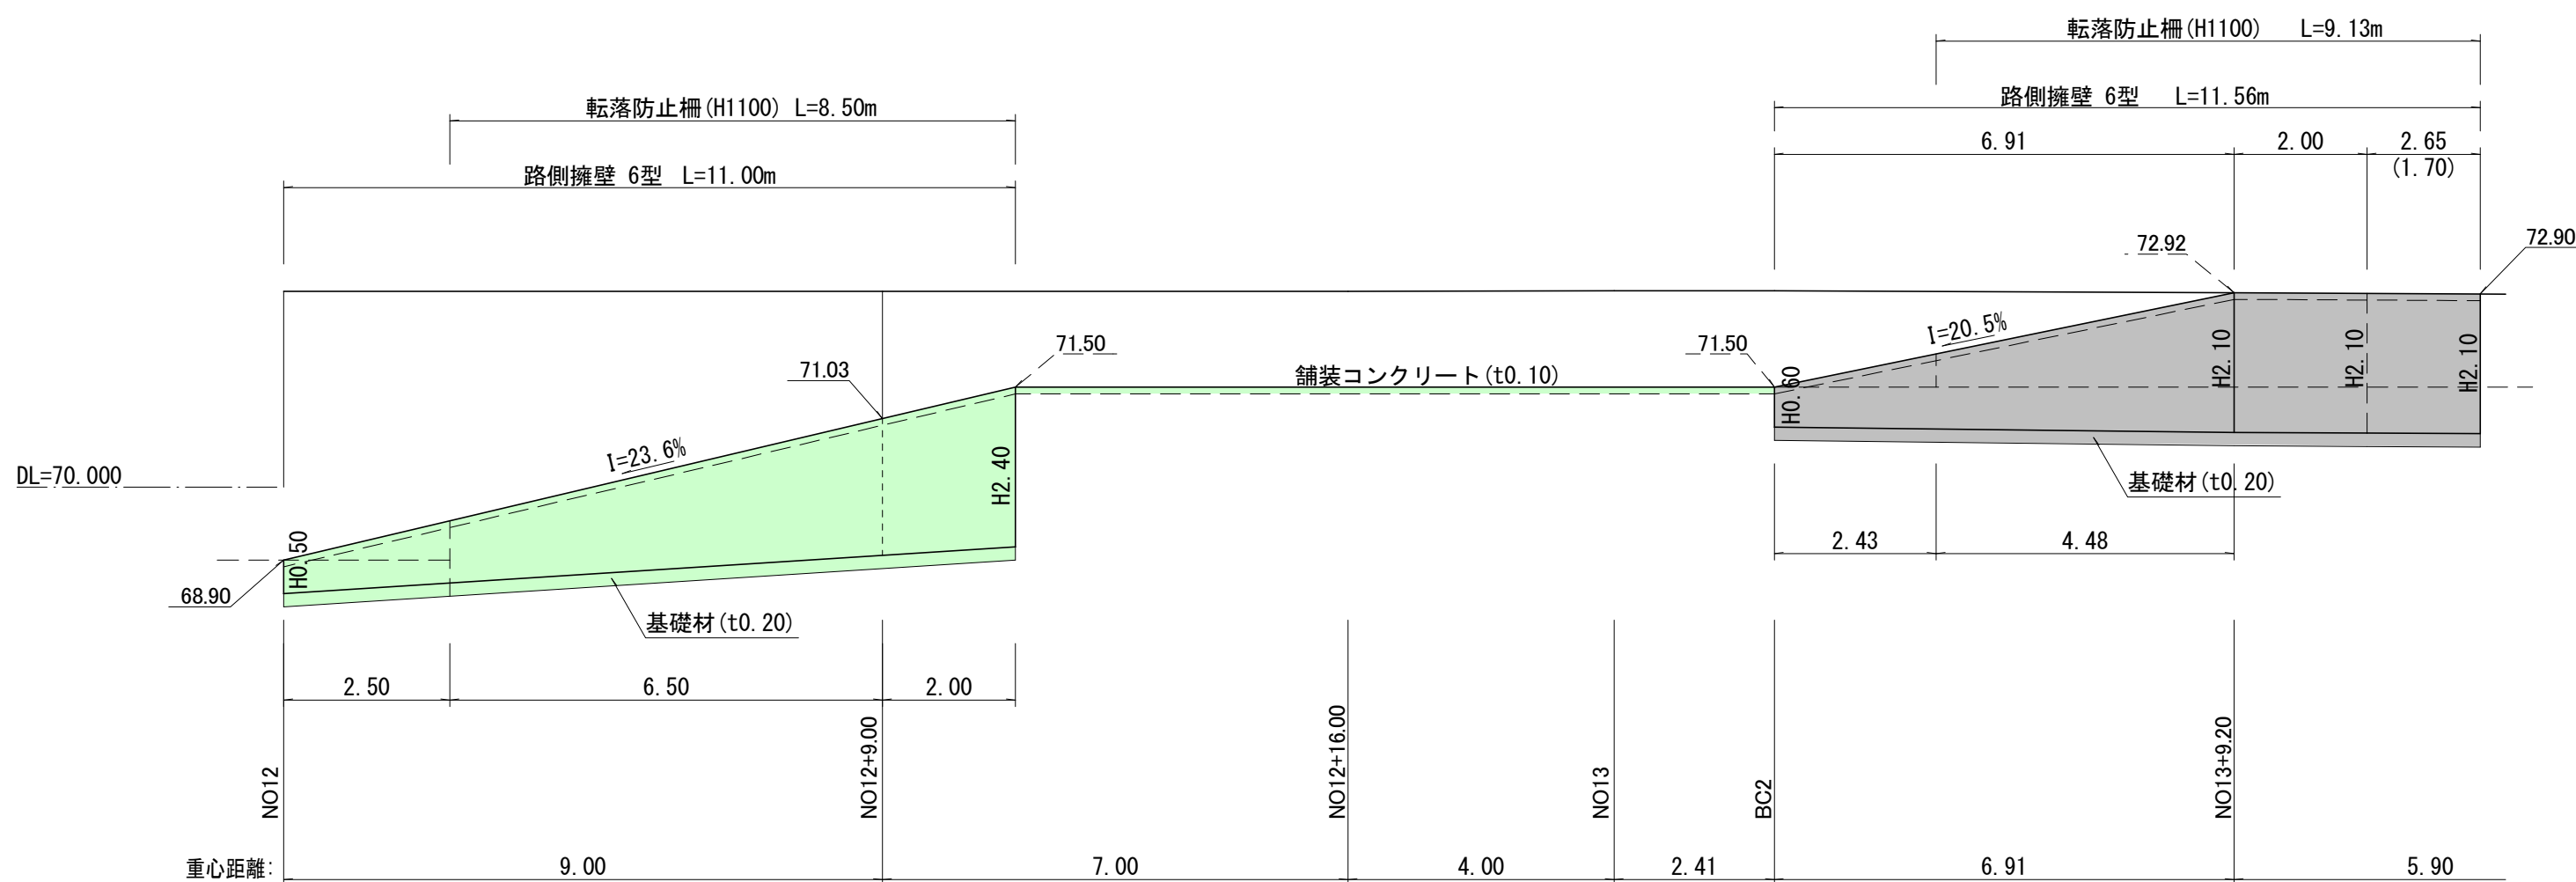 転落防止柵(H1100) L=9.13m
路側擁壁 6型 L=11.56m
転落防止柵(H1100) L=8.50m
6.91
2.00
2.65
(1.70)
路側擁壁 6型 L=11.00m
72.92
72.90
71.50
71.50
I=20.5%
71.03
舗装コンクリート(t0.10)
H0.60
H2.10
H2.10
H2.10
I=23.6%
H2.40
DL=70.000
基礎材(t0.20)
H0.50
68.90
2.43
4.48
基礎材(t0.20)
2.50
6.50
2.00
NO12
NO12+9.00
NO12+16.00
NO13
BC2
NO13+9.20
重心距離:
9.00
7.00
4.00
2.41
6.91
5.90